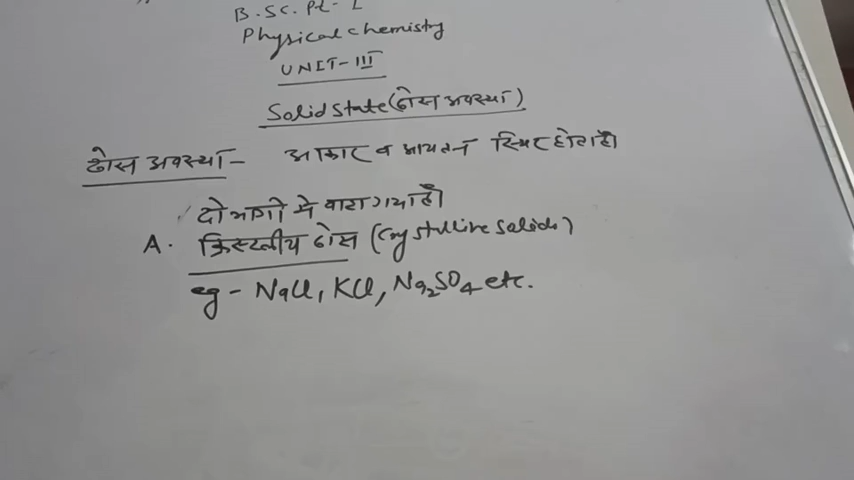 B.Sc. Pt-I
Physical chemistry
UNIT-III
Solid State (ठोस अवस्था)
ठोस अवस्था - आकार व आयतन स्थिर होता है।
दो भागों में बाटा गया है।
A. क्रिस्टलीय ठोस (Crystilline Solids)
eg - NaCl, KCl, Na₂SO₄ etc.